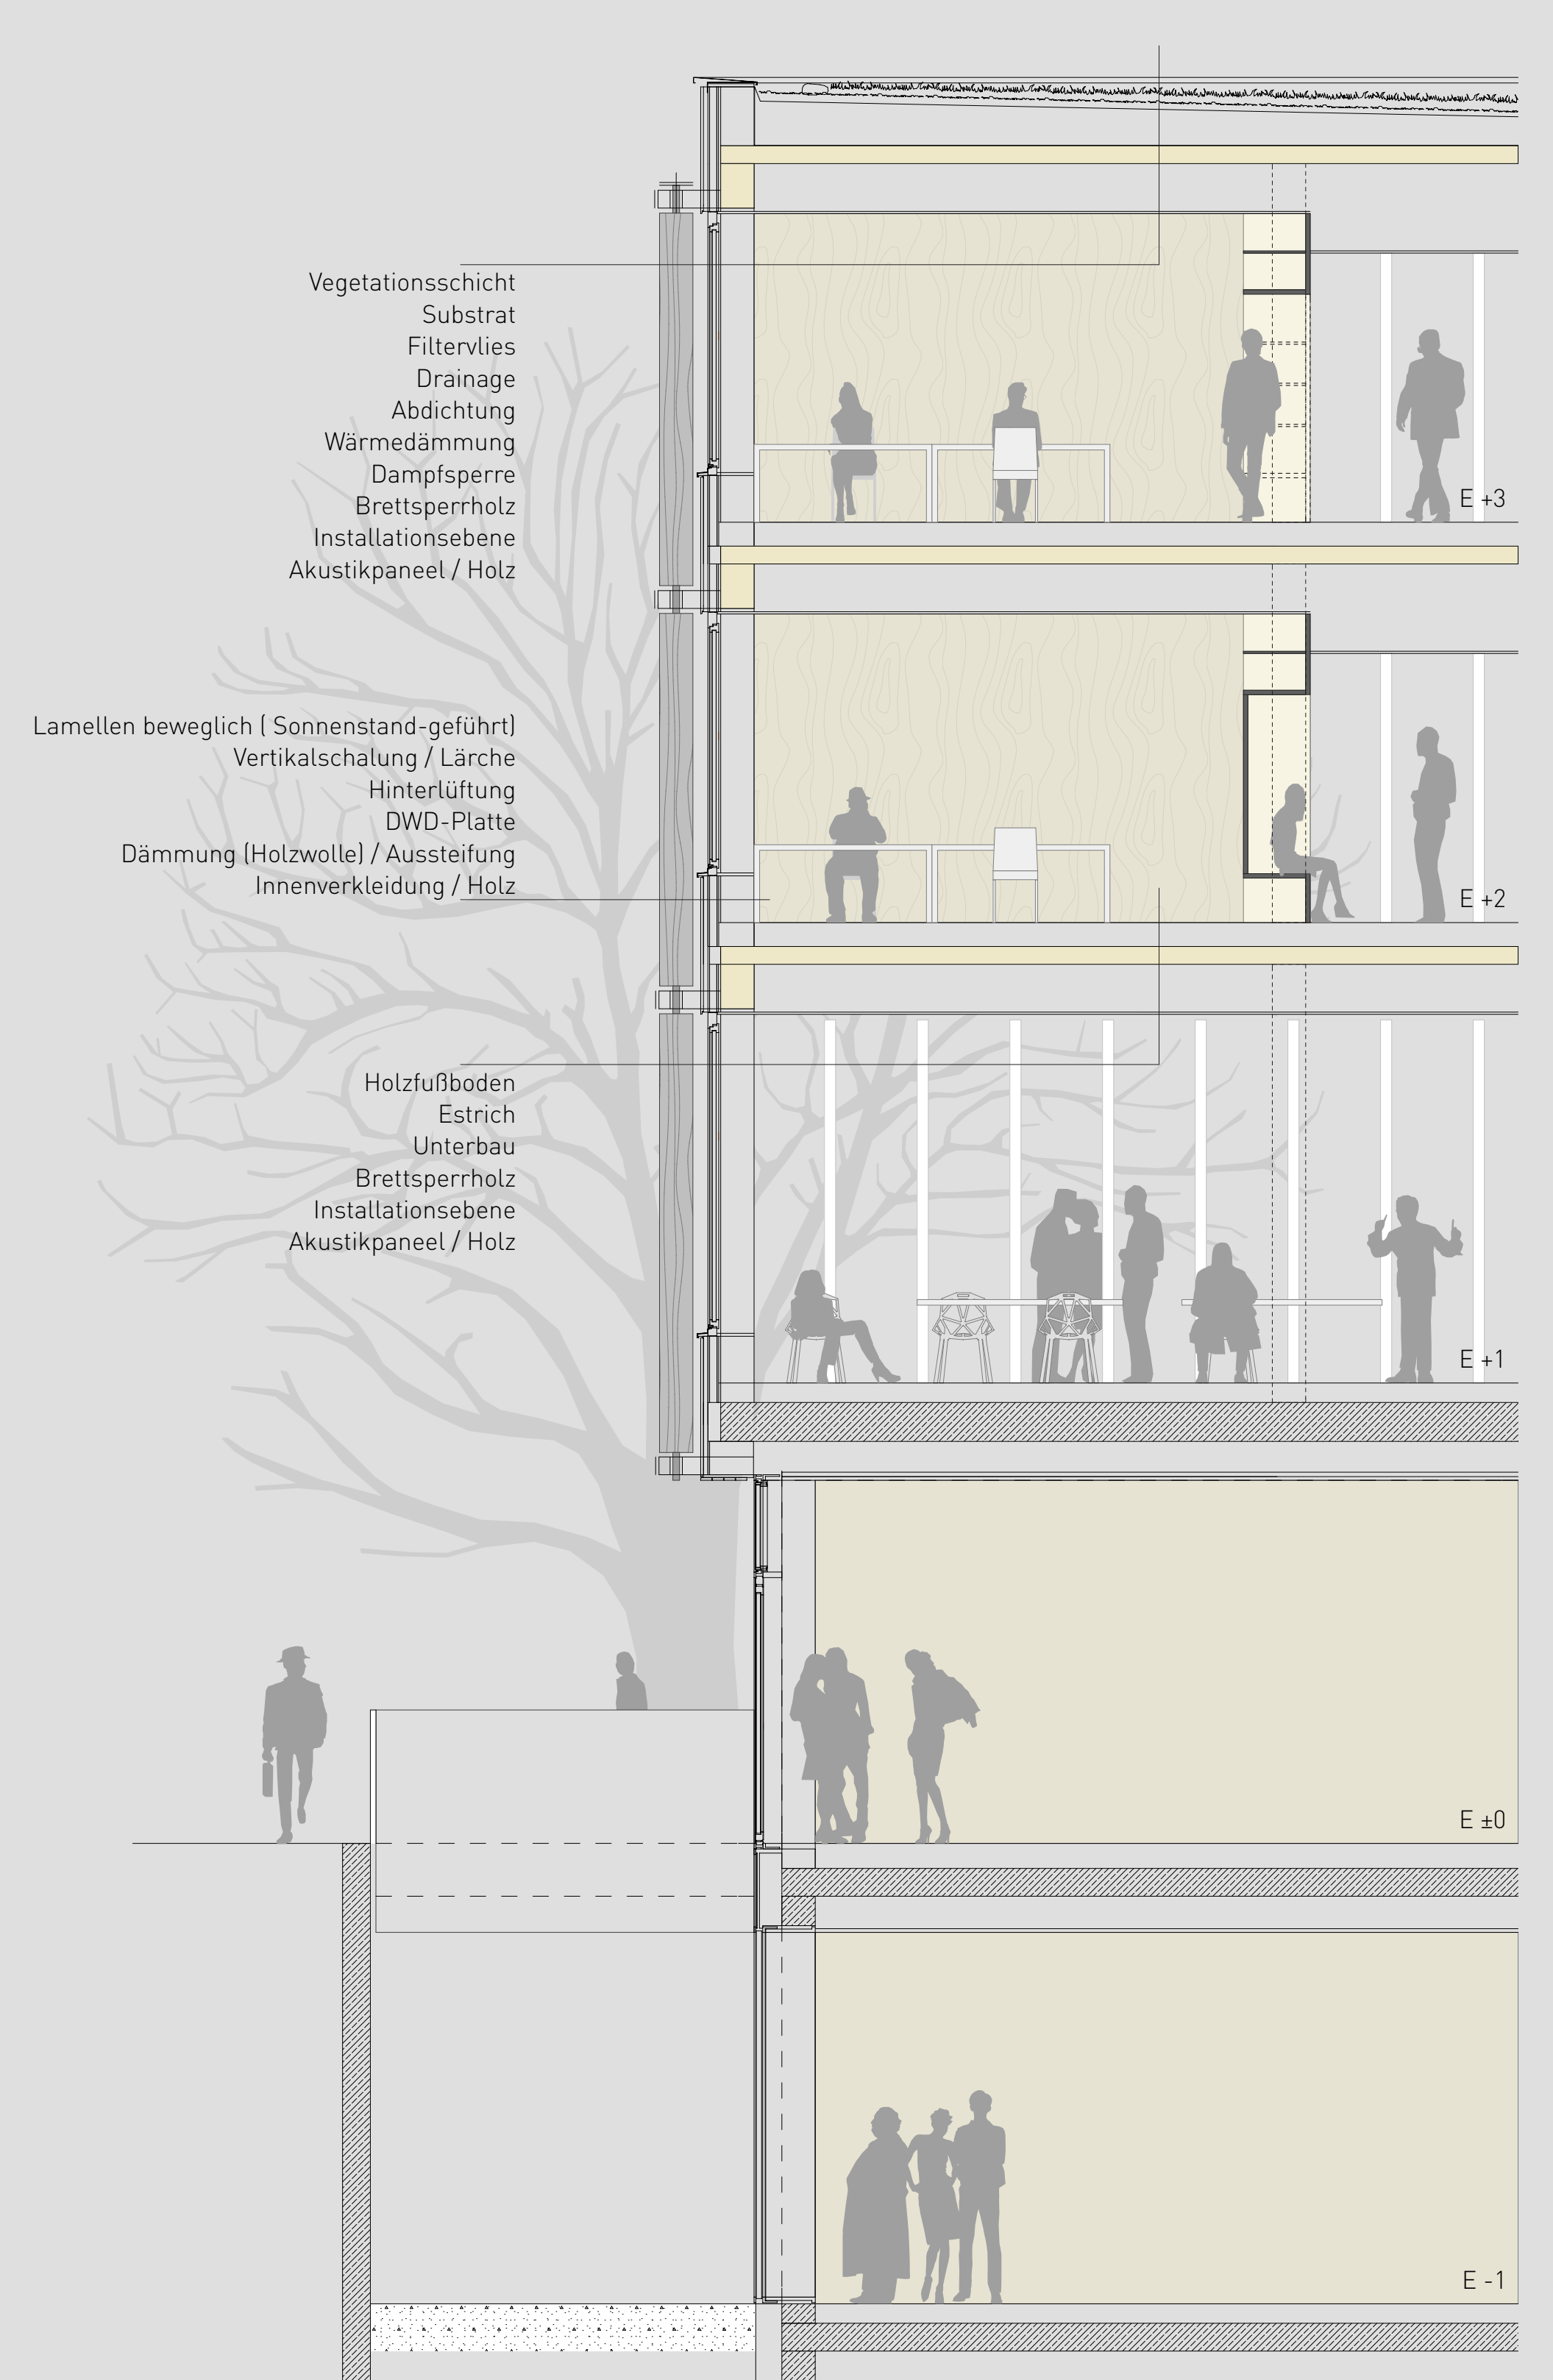 Vegetationsschicht
Substrat
Filtervlies
Drainage
Abdichtung
Wärmedämmung
Dampfsperre
Brettsperrholz
Installationsebene
Akustikpaneel / Holz
E +3
Lamellen beweglich ( Sonnenstand-geführt)
Vertikalschalung / Lärche
Hinterlüftung
DWD-Platte
Dämmung (Holzwolle) / Aussteifung
Innenverkleidung / Holz
E +2
Holzfußboden
Estrich
Unterbau
Brettsperrholz
Installationsebene
Akustikpaneel / Holz
E +1
E ±0
E -1